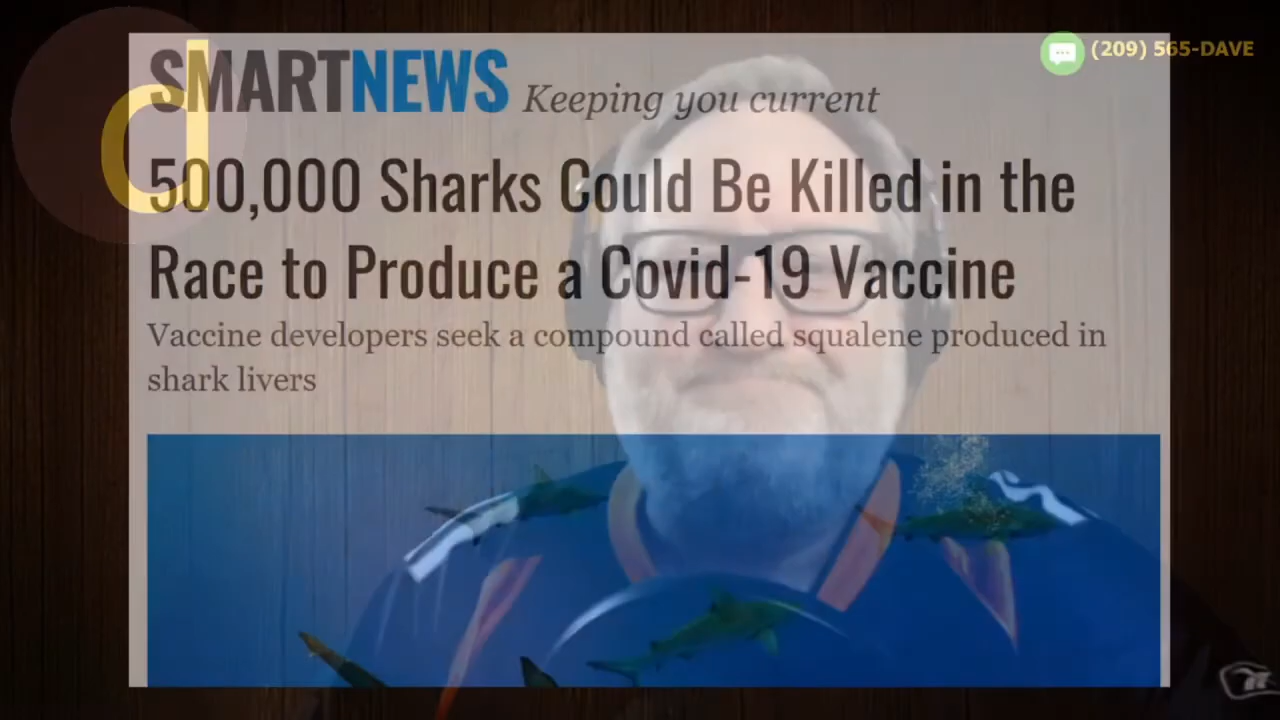 d
(209) 565-DAVE
SMARTNEWS Keeping you current
500,000 Sharks Could Be Killed in the
Race to Produce a Covid-19 Vaccine
Vaccine developers seek a compound called squalene produced in
shark livers